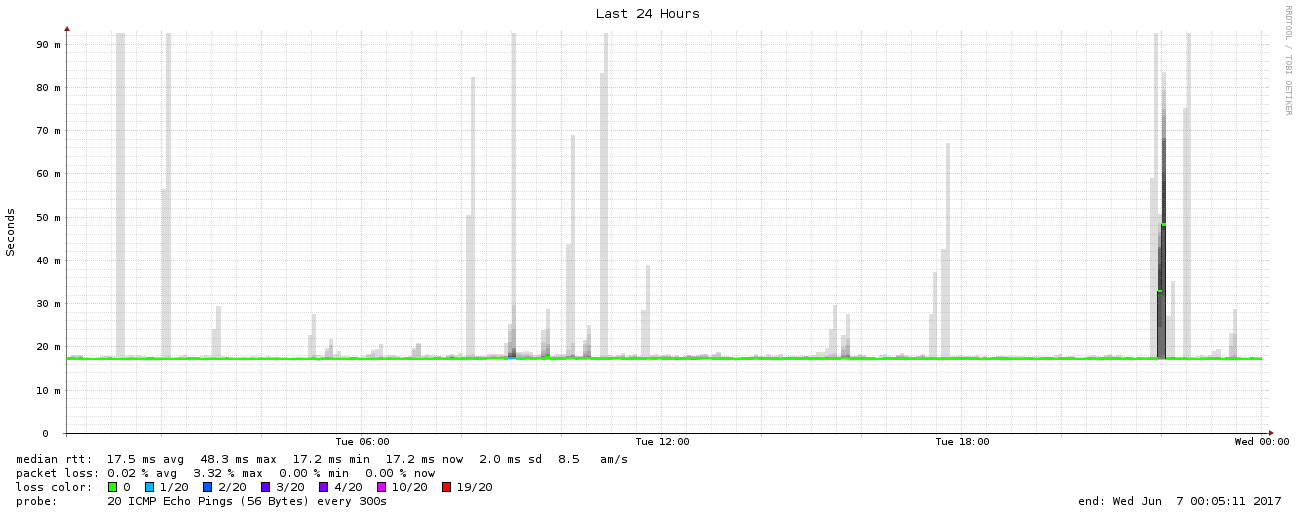 Last 24 Hours
RRDTOOL / TOBI OETIKER
Seconds
90 m
80 m
70 m
60 m
50 m
40 m
30 m
20 m
10 m
0
Tue 06:00 Tue 12:00 Tue 18:00 Wed 00:00
median rtt: 17.5 ms avg 48.3 ms max 17.2 ms min 17.2 ms now 2.0 ms sd 8.5 am/s
packet loss: 0.02 % avg 3.32 % max 0.00 % min 0.00 % now
loss color: 0 1/20 2/20 3/20 4/20 10/20 19/20
probe: 20 ICMP Echo Pings (56 Bytes) every 300s end: Wed Jun 7 00:05:11 2017